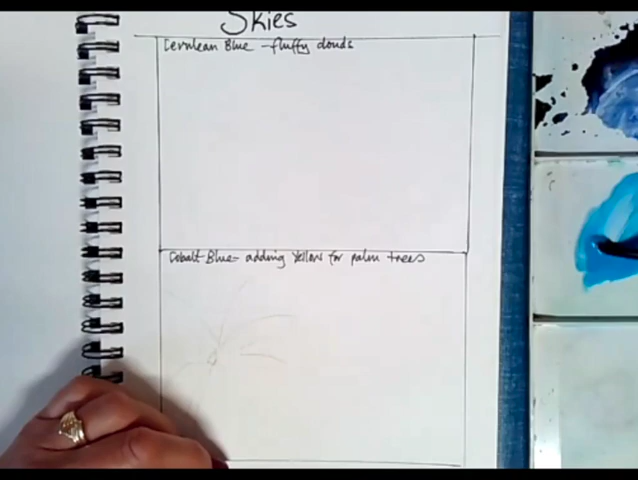 Skies
Cerulean Blue - fluffy clouds
Cobalt Blue - adding Yellow for palm trees